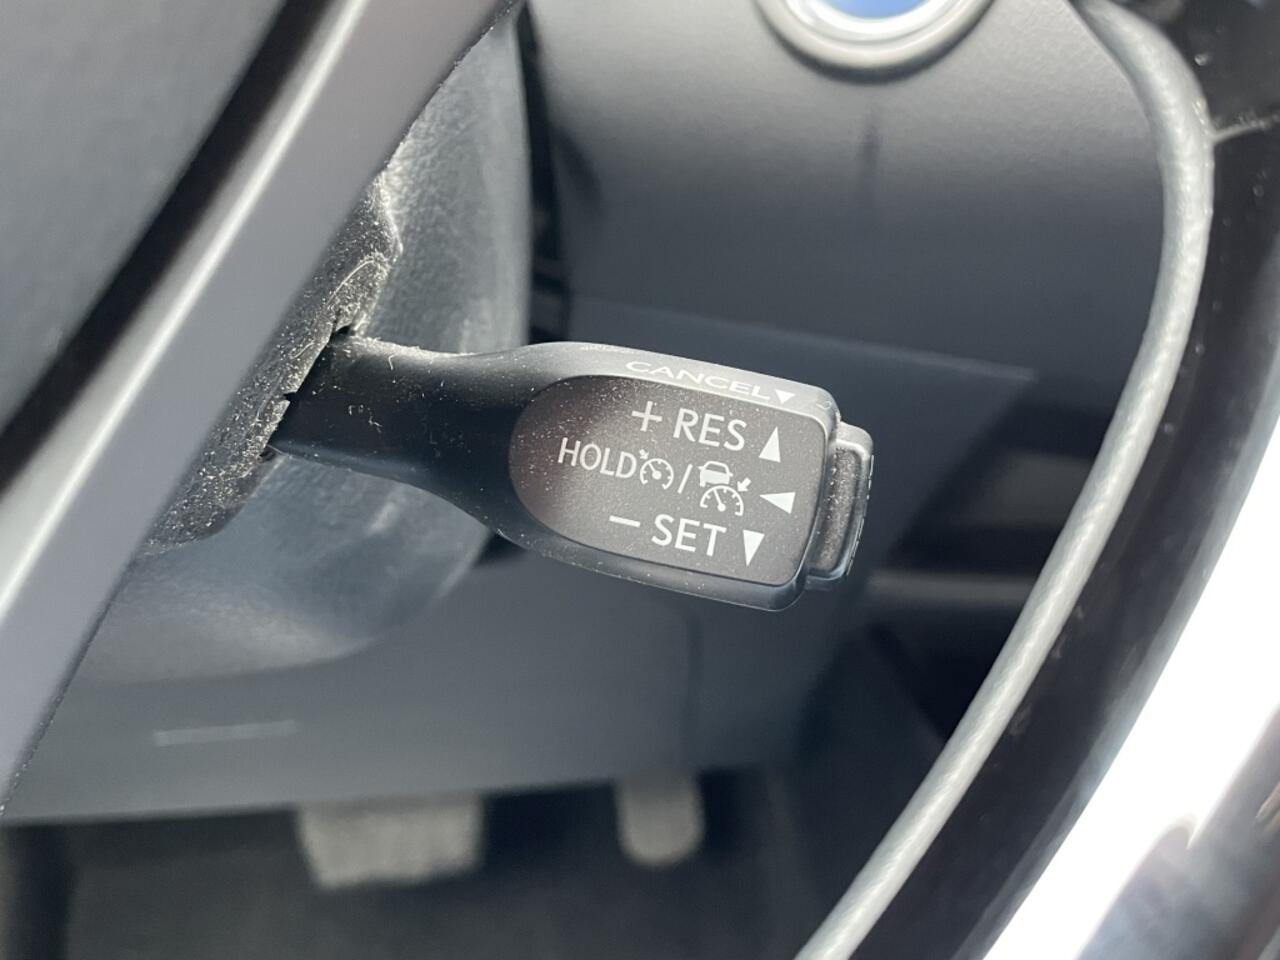 CANCEL▼
+ RES ▲
HOLD / ◀
– SET ▼